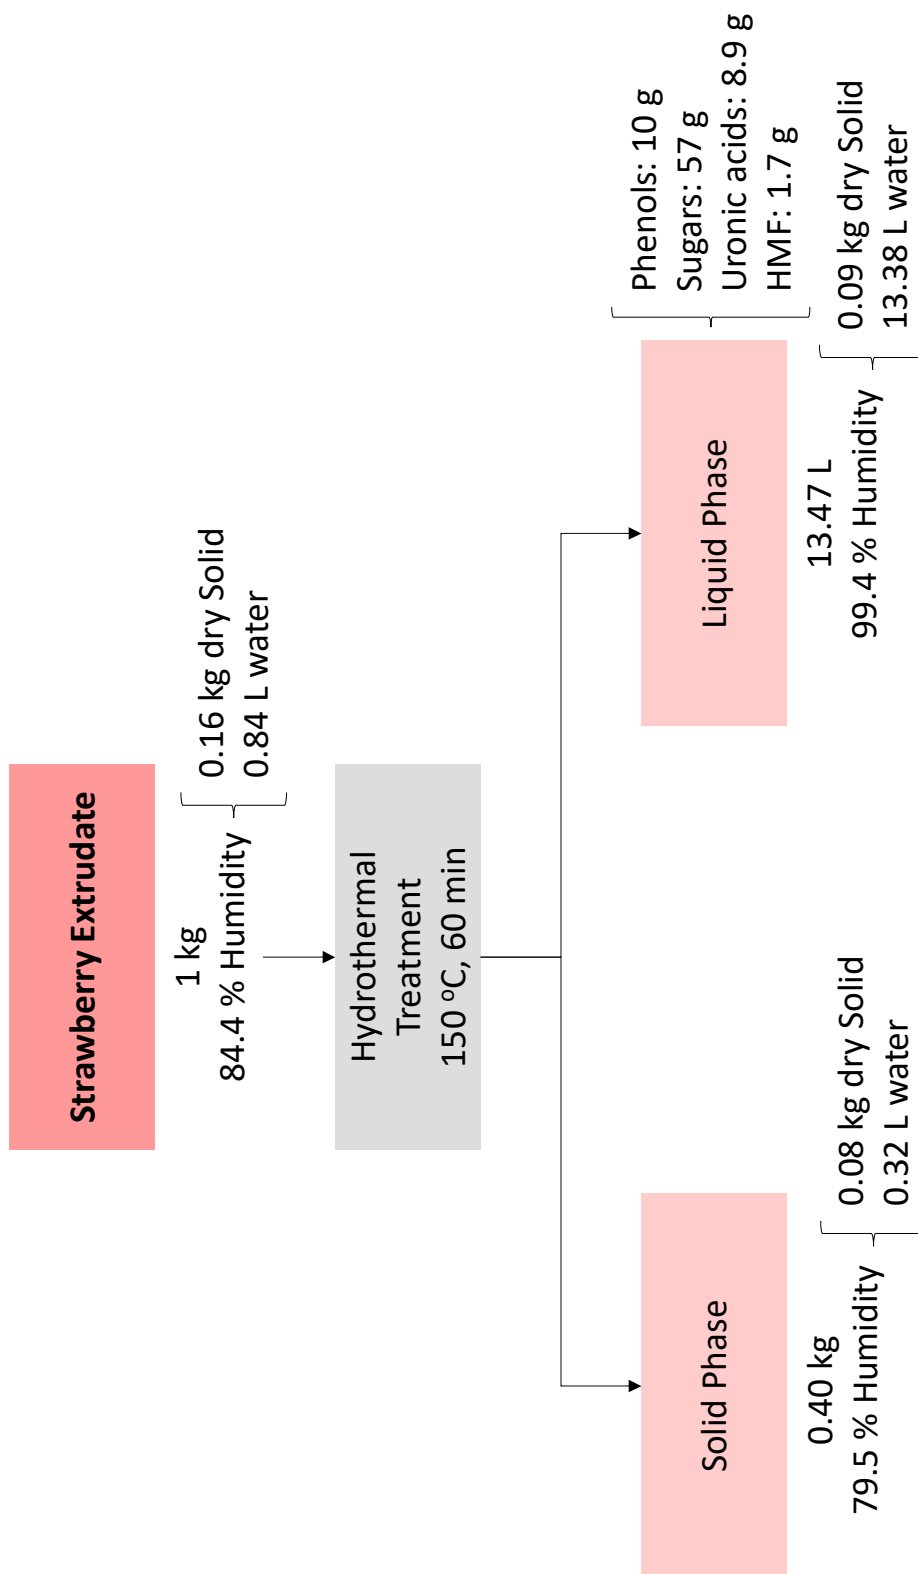 Strawberry Extrudate
1 kg
84.4 % Humidity
0.16 kg dry Solid
0.84 L water
Hydrothermal
Treatment
150 ºC, 60 min
Solid Phase
0.40 kg
79.5 % Humidity
0.08 kg dry Solid
0.32 L water
Liquid Phase
Phenols: 10 g
Sugars: 57 g
Uronic acids: 8.9 g
HMF: 1.7 g
13.47 L
99.4 % Humidity
0.09 kg dry Solid
13.38 L water